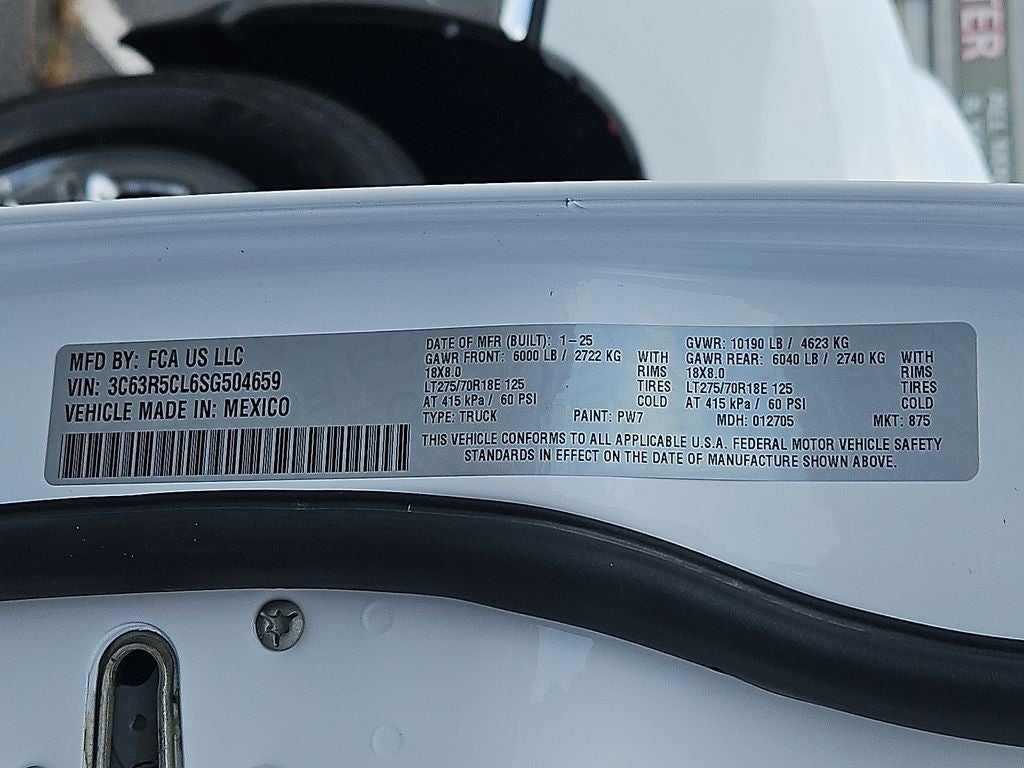 MFD BY: FCA US LLC
VIN: 3C63R5CL6SG504659
VEHICLE MADE IN: MEXICO
DATE OF MFR (BUILT): 1-25
GAWR FRONT: 6000 LB / 2722 KG WITH
18X8.0 RIMS
LT275/70R18E 125 TIRES
AT 415 kPa / 60 PSI COLD
TYPE: TRUCK PAINT: PW7
GVWR: 10190 LB / 4623 KG
GAWR REAR: 6040 LB / 2740 KG WITH
18X8.0 RIMS
LT275/70R18E 125 TIRES
AT 415 kPa / 60 PSI COLD
MDH: 012705 MKT: 875
THIS VEHICLE CONFORMS TO ALL APPLICABLE U.S.A. FEDERAL MOTOR VEHICLE SAFETY
STANDARDS IN EFFECT ON THE DATE OF MANUFACTURE SHOWN ABOVE.